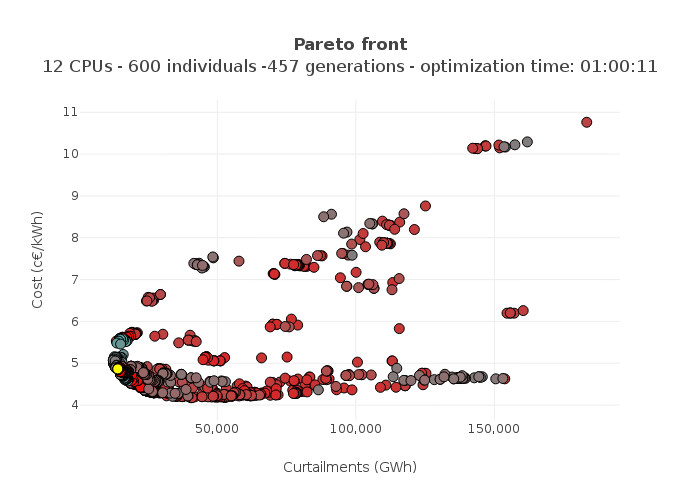 Pareto front
12 CPUs - 600 individuals -457 generations - optimization time: 01:00:11
11
10
9
8
7
6
5
4
Cost (c€/kWh)
50,000
100,000
150,000
Curtailments (GWh)